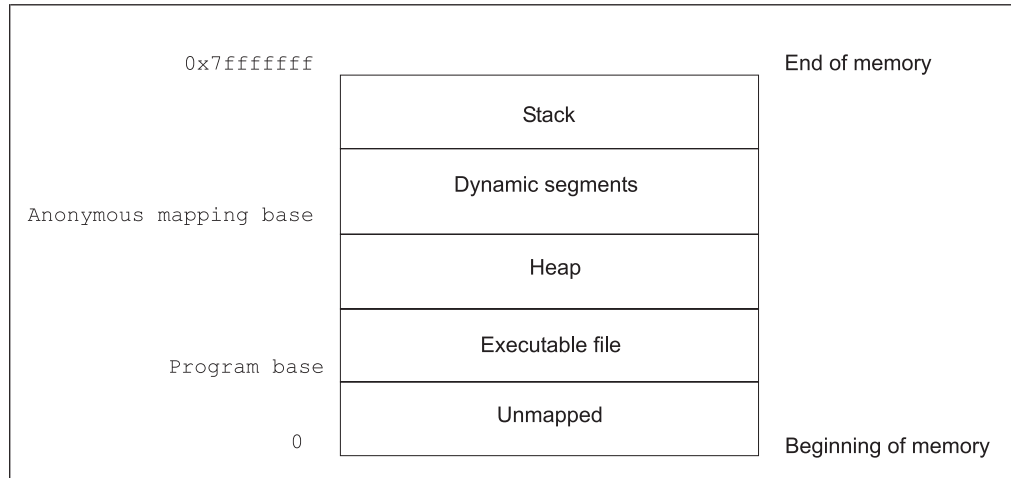 0x7fffffff
End of memory
Stack
Dynamic segments
Anonymous mapping base
Heap
Executable file
Program base
Unmapped
0
Beginning of memory